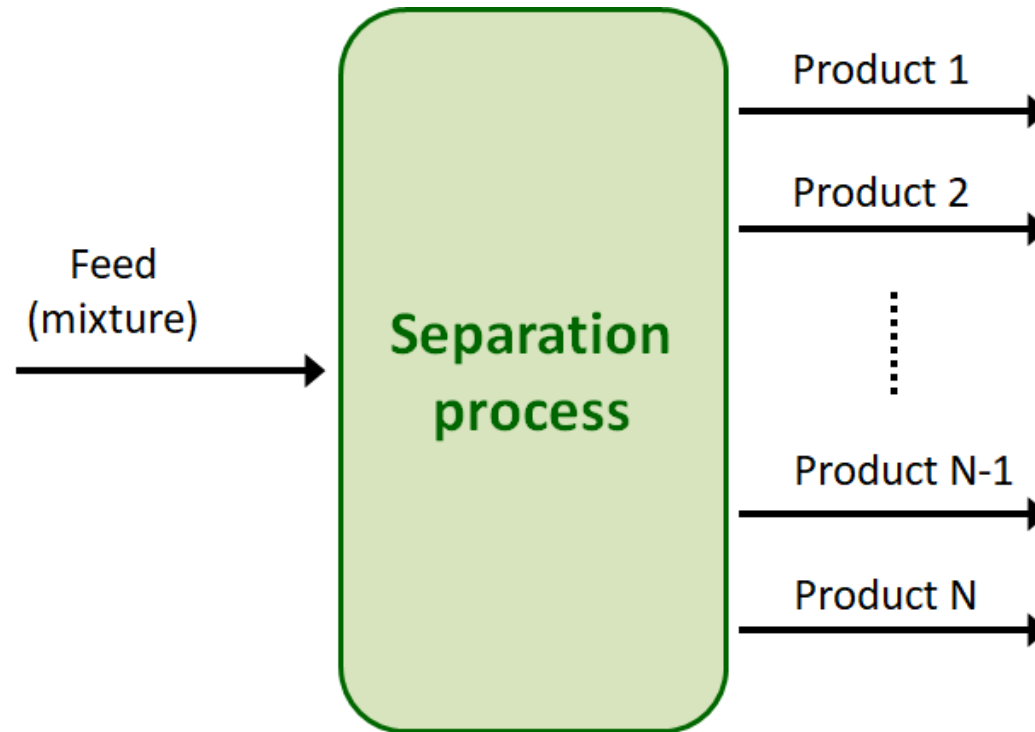 Product 1
Product 2
Feed
(mixture)
Separation
process
Product N-1
Product N